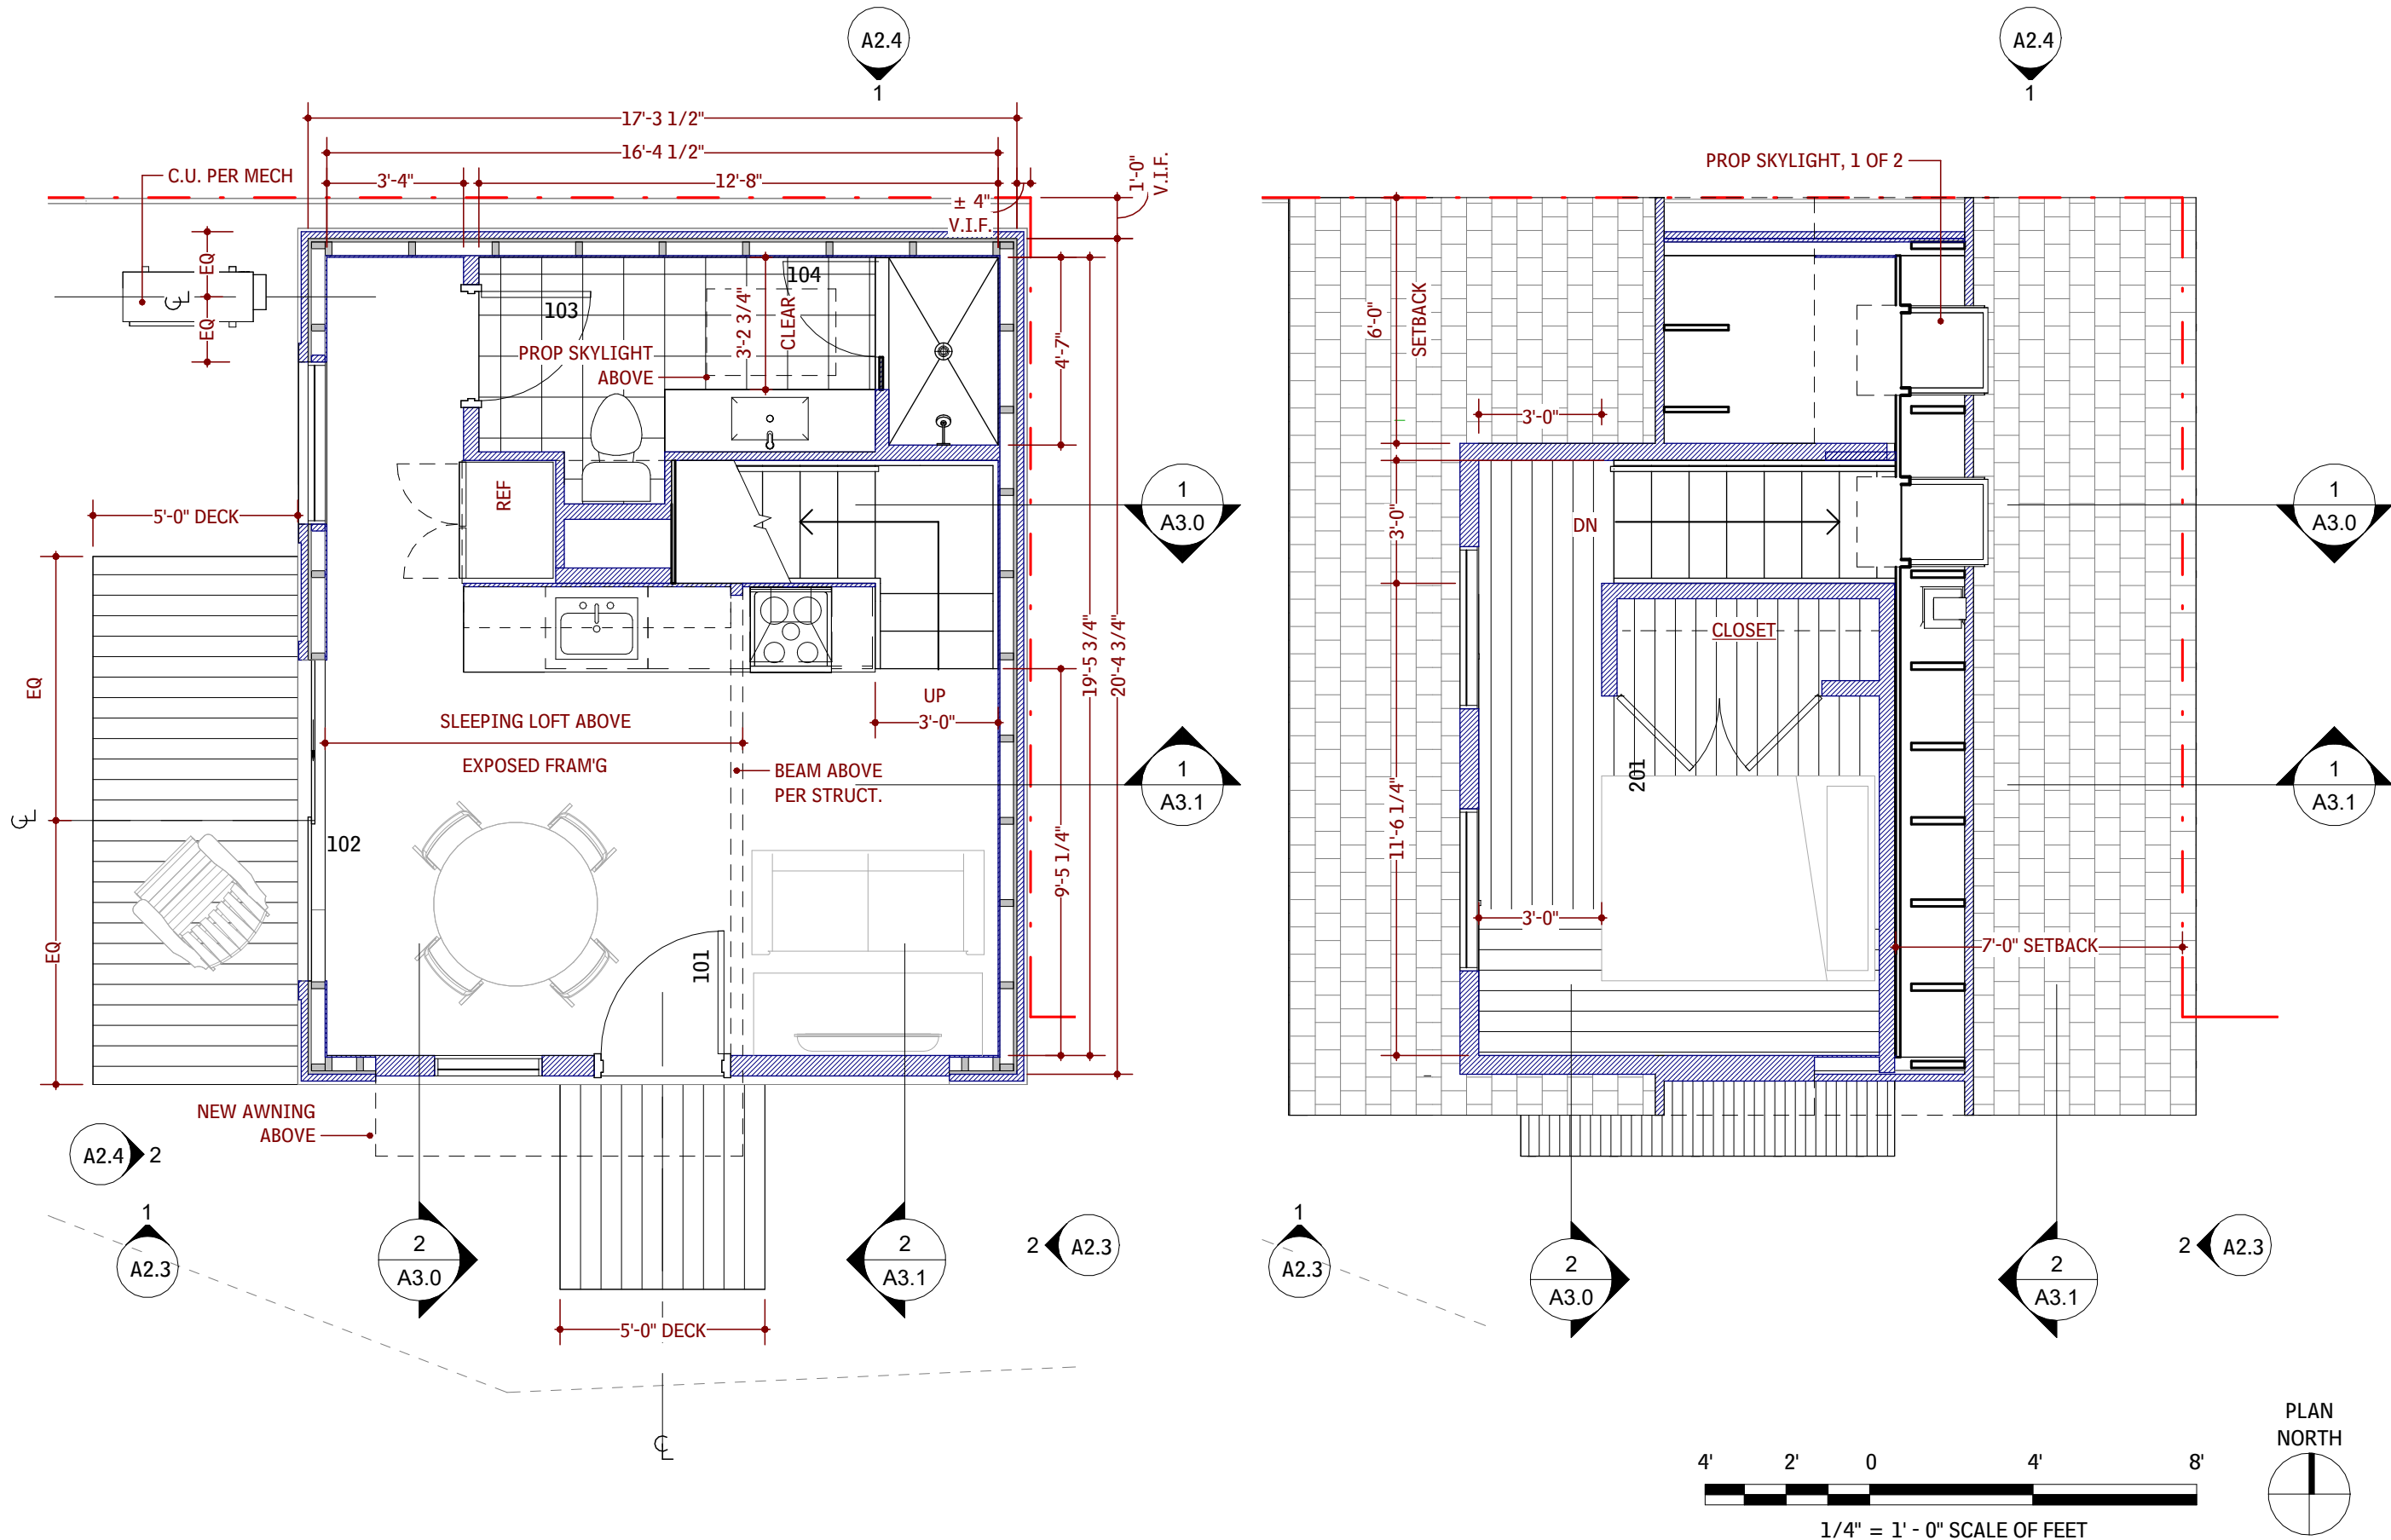 A2.4
1
17'-3 1/2"
16'-4 1/2"
3'-4"
12'-8"
1'-0"
V.I.F.
± 4"
V.I.F.
C.U. PER MECH
EQ
EQ
CL
103
104
3'-2 3/4"
CLEAR
PROP SKYLIGHT
ABOVE
4'-7"
REF
5'-0" DECK
1
A3.0
EQ
EQ
CL
UP
3'-0"
19'-5 3/4"
20'-4 3/4"
SLEEPING LOFT ABOVE
EXPOSED FRAM'G
BEAM ABOVE
PER STRUCT.
1
A3.1
102
101
9'-5 1/4"
NEW AWNING
ABOVE
A2.4
2
1
A2.3
2
A3.0
2
A3.1
2
A2.3
5'-0" DECK
CL
A2.4
1
PROP SKYLIGHT, 1 OF 2
6'-0"
SETBACK
3'-0"
3'-0"
DN
1
A3.0
CLOSET
201
11'-6 1/4"
1
A3.1
3'-0"
7'-0" SETBACK
1
A2.3
2
A3.0
2
A3.1
2
A2.3
PLAN
NORTH
4'
2'
0
4'
8'
1/4" = 1' - 0" SCALE OF FEET